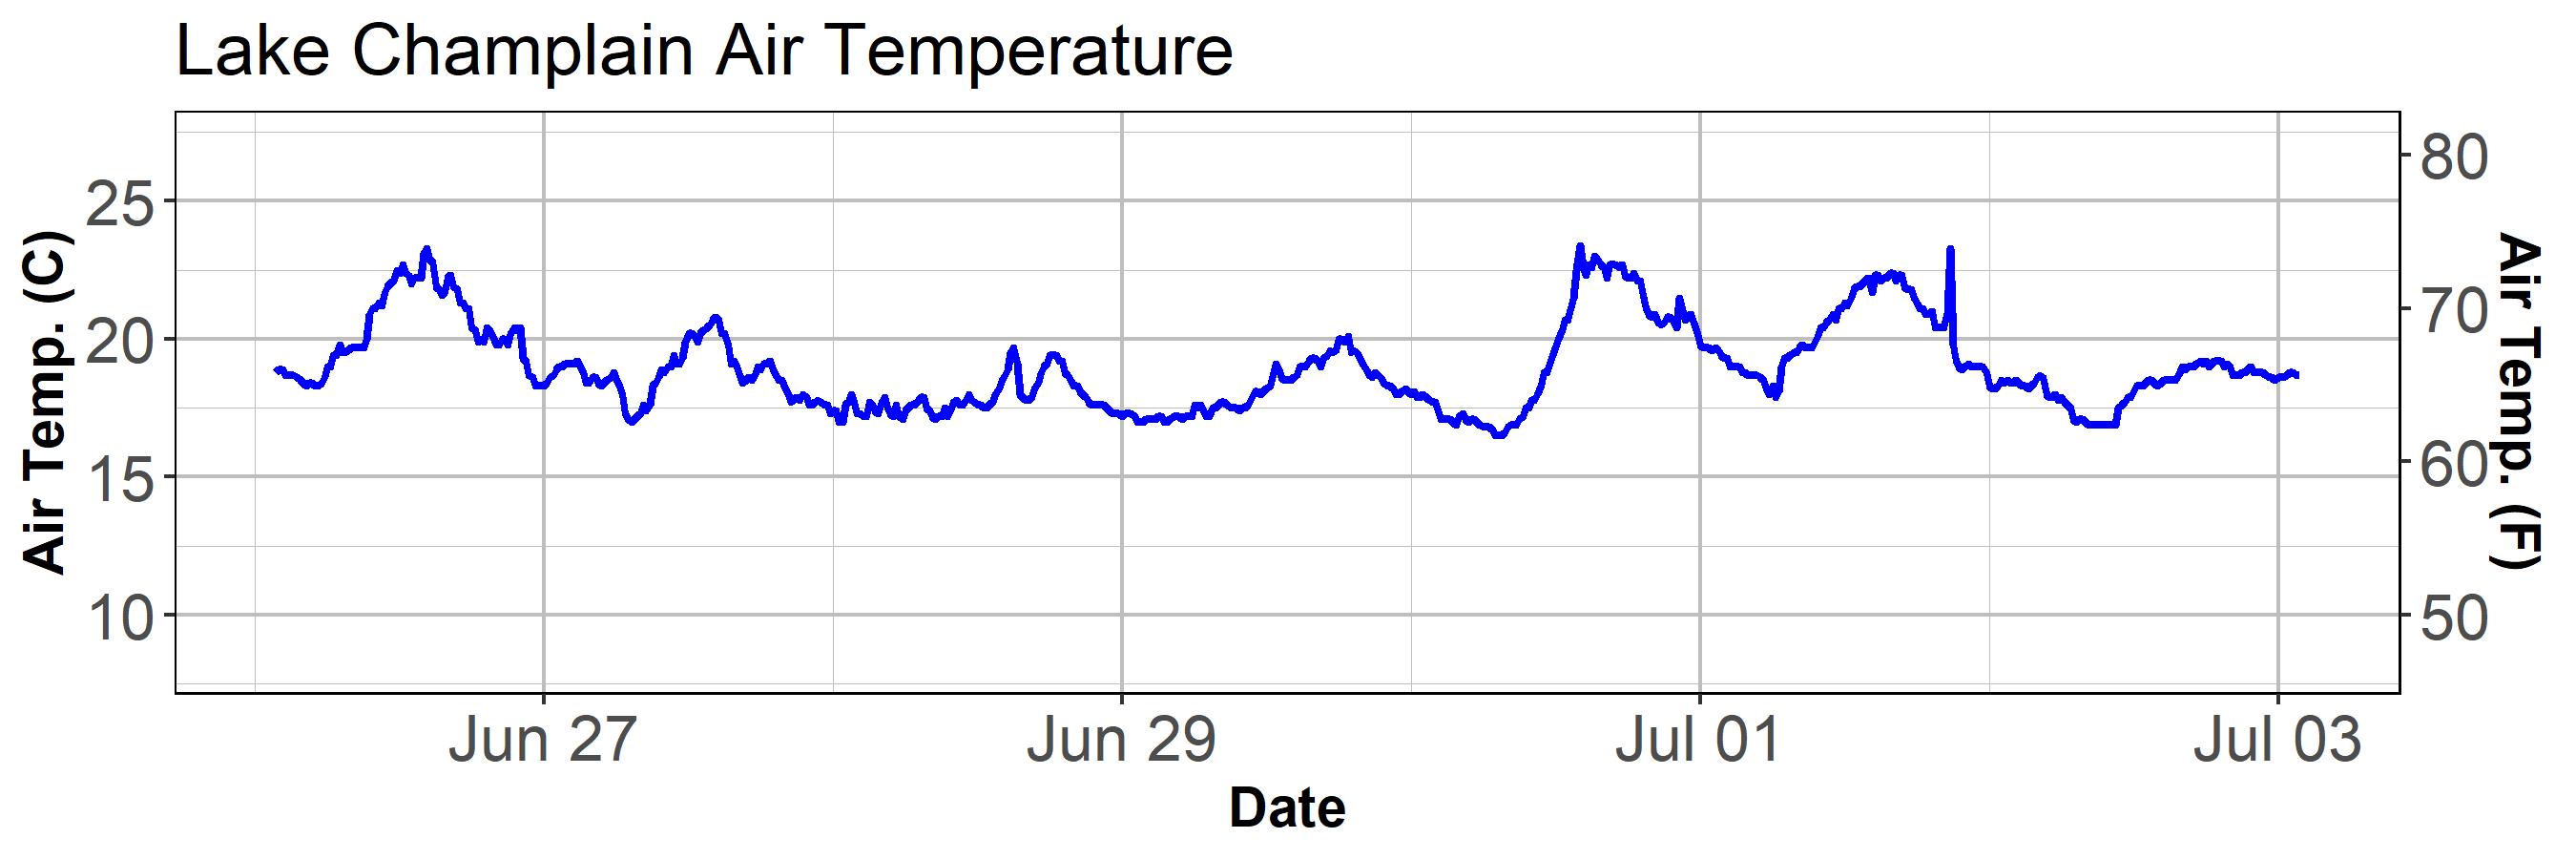 Lake Champlain Air Temperature
Air Temp. (C)
25
20
15
10
80
70
60
50
Air Temp. (F)
Jun 27
Jun 29
Jul 01
Jul 03
Date